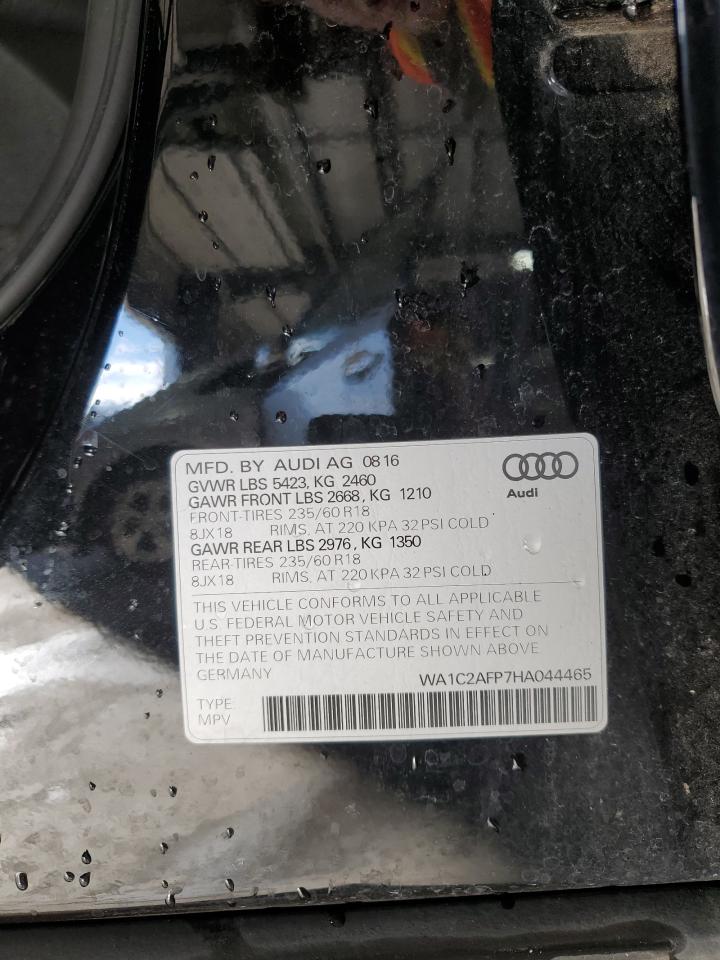 MFD. BY AUDI AG 0816
GVWR LBS 5423, KG 2460
GAWR FRONT LBS 2668, KG 1210
FRONT-TIRES 235/60 R18
8JX18 RIMS, AT 220 KPA 32 PSI COLD
GAWR REAR LBS 2976, KG 1350
REAR-TIRES 235/60 R18
8JX18 RIMS, AT 220 KPA 32 PSI COLD
Audi
THIS VEHICLE CONFORMS TO ALL APPLICABLE
U.S. FEDERAL MOTOR VEHICLE SAFETY AND
THEFT PREVENTION STANDARDS IN EFFECT ON
THE DATE OF MANUFACTURE SHOWN ABOVE
GERMANY
WA1C2AFP7HA044465
TYPE:
MPV